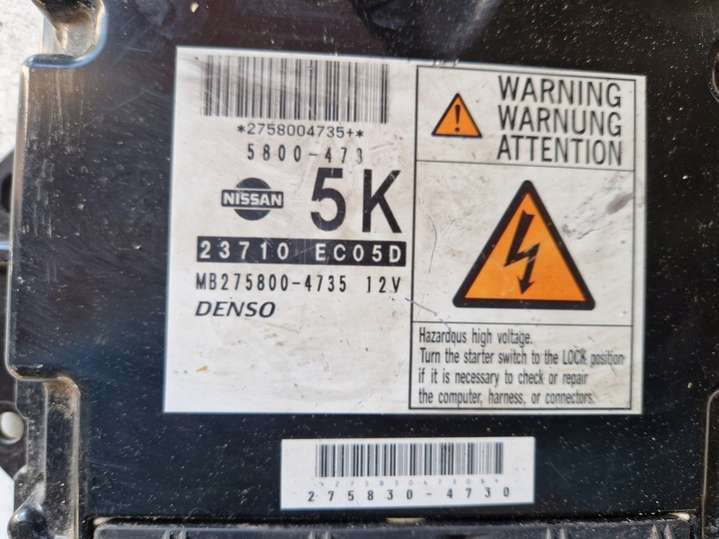 *2758004735+*
5800-473
NISSAN
5K
23710 EC05D
MB275800-4735 12V
DENSO
WARNING
WARNUNG
ATTENTION
Hazardous high voltage.
Turn the starter switch to the LOCK position
if it is necessary to check or repair
the computer, harness, or connectors.
275830-4730